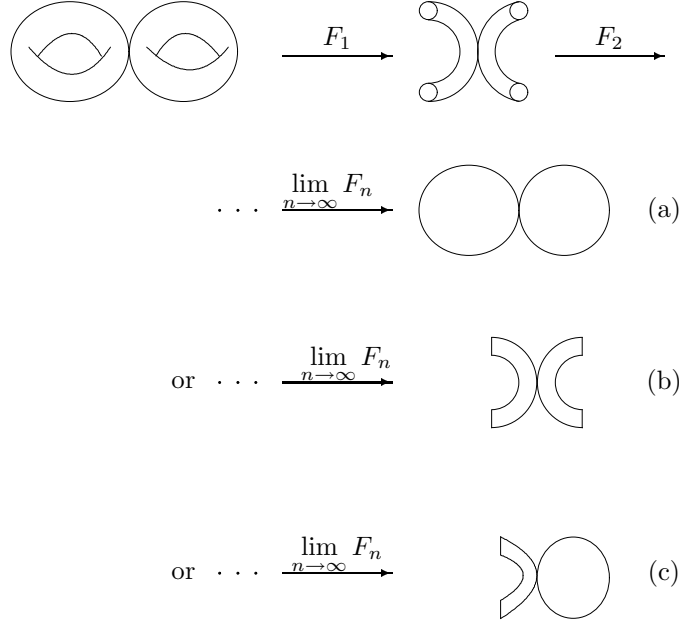 F₁ F₂
· · · lim n→∞ Fₙ (a)
or · · · lim n→∞ Fₙ (b)
or · · · lim n→∞ Fₙ (c)